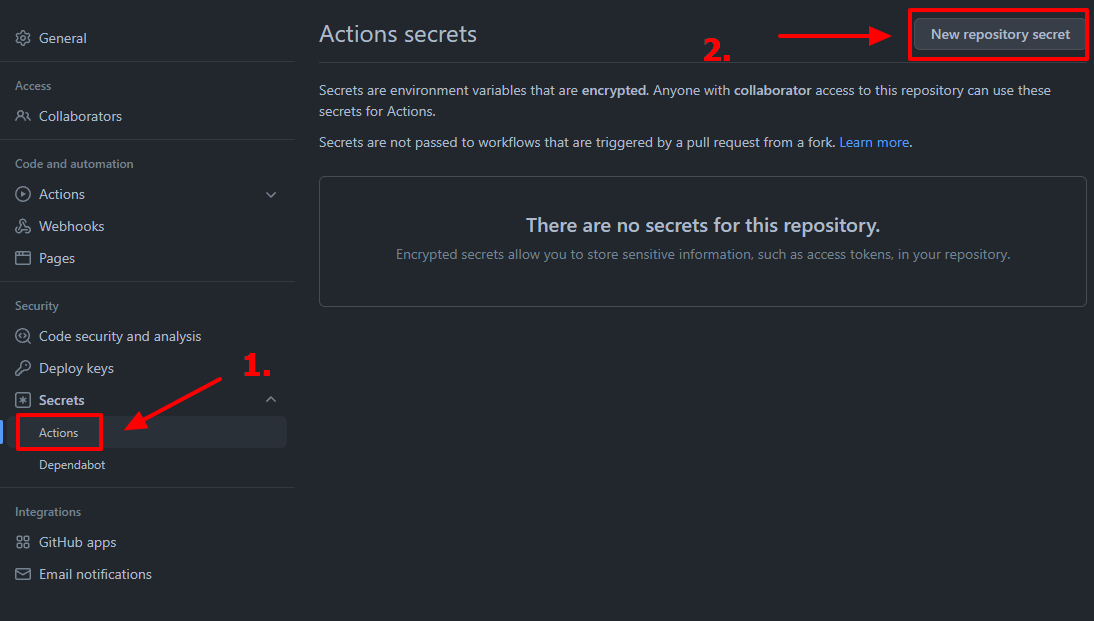 General
Access
Collaborators
Code and automation
Actions
Webhooks
Pages
Security
Code security and analysis
Deploy keys
1.
Secrets
Actions
Dependabot
Integrations
GitHub apps
Email notifications
Actions secrets
2.
New repository secret
Secrets are environment variables that are encrypted. Anyone with collaborator access to this repository can use these
secrets for Actions.
Secrets are not passed to workflows that are triggered by a pull request from a fork. Learn more.
There are no secrets for this repository.
Encrypted secrets allow you to store sensitive information, such as access tokens, in your repository.